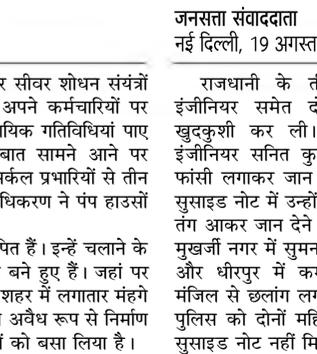 र सीवर शोधन संयंत्रों
अपने कर्मचारियों पर
ायिक गतिविधियां पाए
बात सामने आने पर
र्कल प्रभारियों से तीन
धिकरण ने पंप हाउसों
पित हैं। इन्हें चलाने के
बने हुए हैं। जहां पर
शहर में लगातार मंहगे
अवैध रूप से निर्माण
ं को बसा लिया है।
जनसत्ता संवाददाता
नई दिल्ली, 19 अगस्त
राजधानी के ती
इंजीनियर समेत दो
खुदकुशी कर ली।
इंजीनियर सनित कु
फांसी लगाकर जान
सुसाइड नोट में उन्हों
तंग आकर जान देने
मुखर्जी नगर में सुमन
और धीरपुर में कम
मंजिल से छलांग लग
पुलिस को दोनों महि
सुसाइड नोट नहीं मि